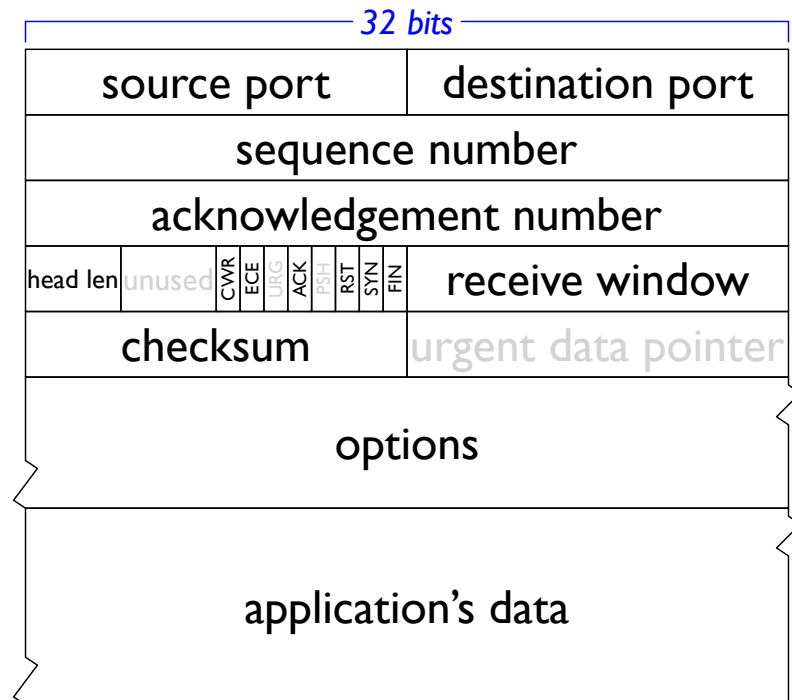 32 bits
source port destination port
sequence number
acknowledgement number
head len unused CWR ECE URG ACK PSH RST SYN FIN receive window
checksum urgent data pointer
options
application’s data